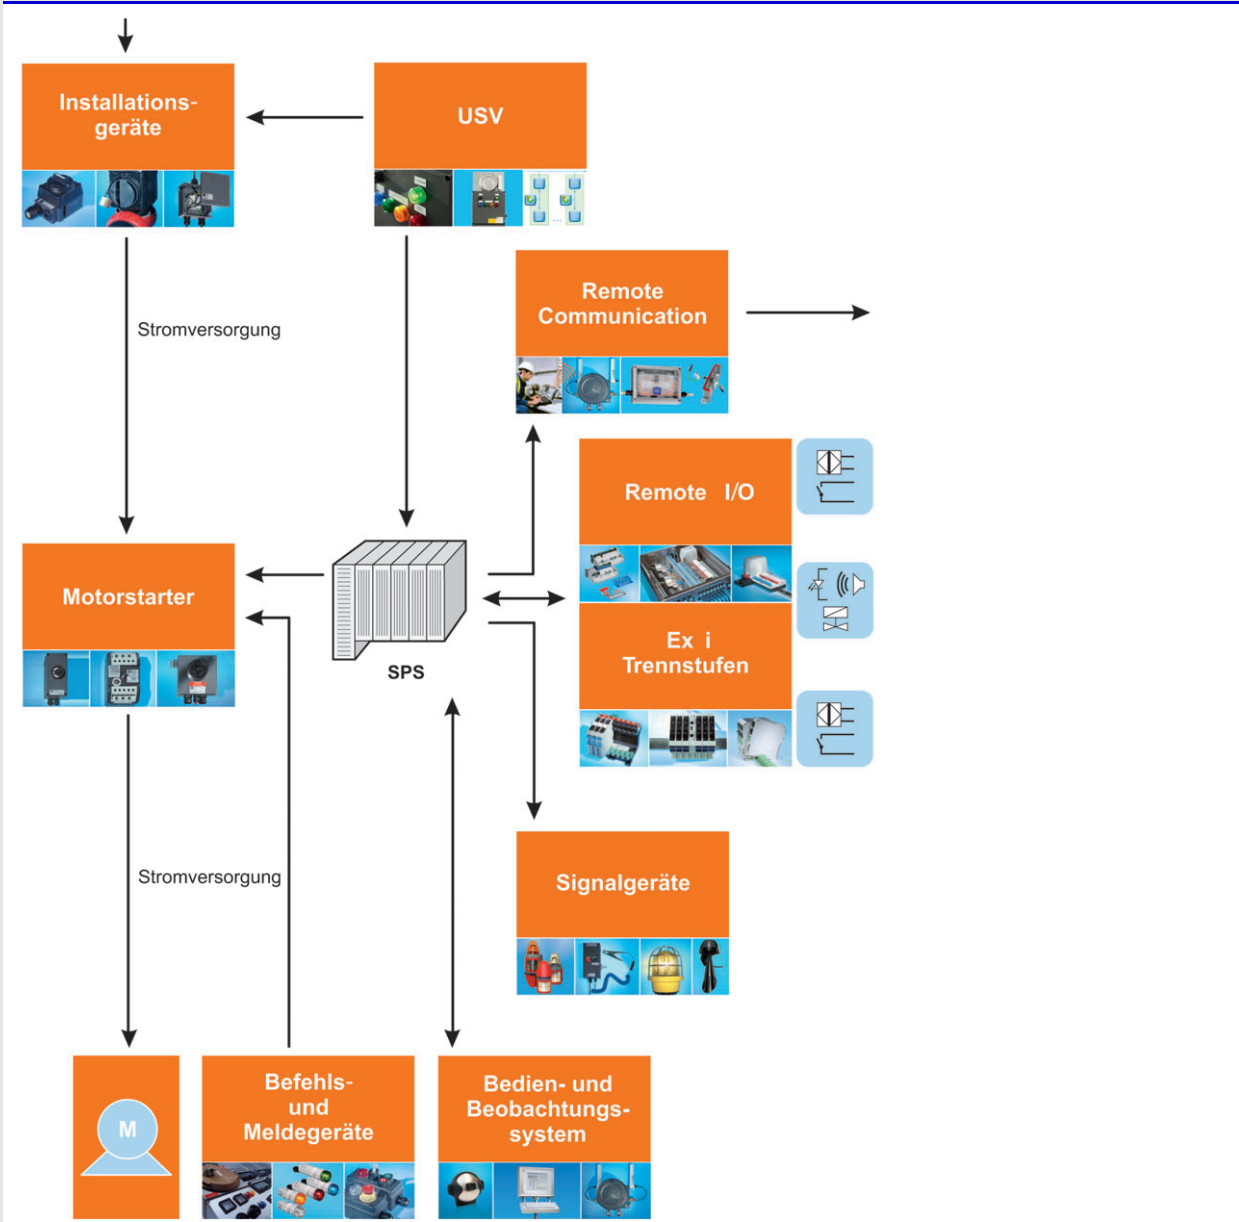 Installations-
geräte
USV
Stromversorgung
Remote
Communication
Remote I/O
Motorstarter
SPS
Ex i
Trennstufen
Stromversorgung
Signalgeräte
M
Befehls-
und
Meldegeräte
Bedien- und
Beobachtungs-
system